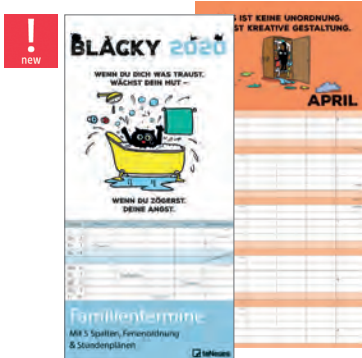 !
new
BLACKY 2020
WENN DU DICH WAS TRAUST,
WÄCHST DEIN MUT –
WENN DU ZÖGERST,
DEINE ANGST.
Familientermine
Mit 5 Spalten, Ferienordnung
& Stundenplänen
teNeues
IST KEINE UNORDNUNG.
ST KREATIVE GESTALTUNG.
APRIL